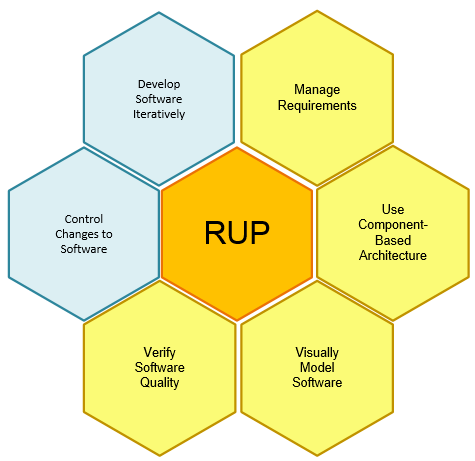 Develop
Software
Iteratively
Manage
Requirements
Control
Changes to
Software
RUP
Use
Component-
Based
Architecture
Verify
Software
Quality
Visually
Model
Software